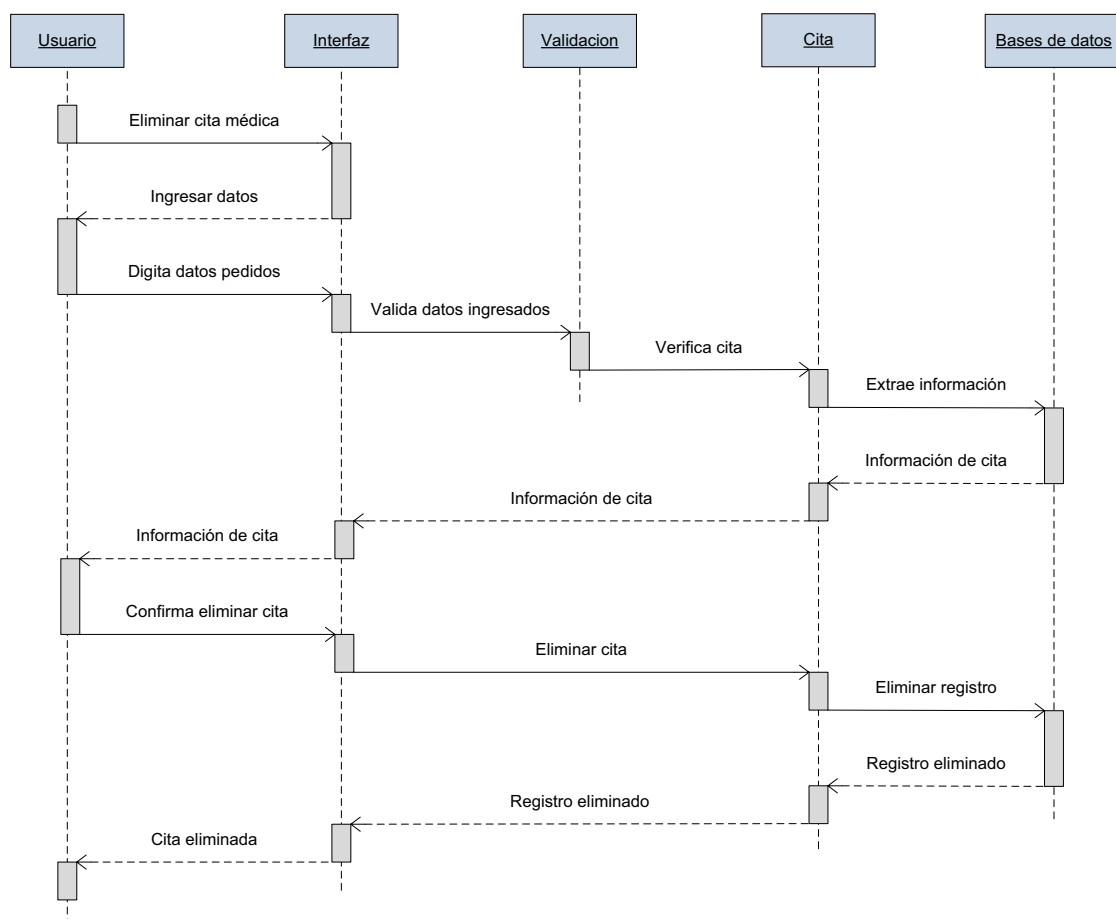 Usuario
Interfaz
Validacion
Cita
Bases de datos
Eliminar cita médica
Ingresar datos
Digita datos pedidos
Valida datos ingresados
Verifica cita
Extrae información
Información de cita
Información de cita
Información de cita
Confirma eliminar cita
Eliminar cita
Eliminar registro
Registro eliminado
Registro eliminado
Cita eliminada